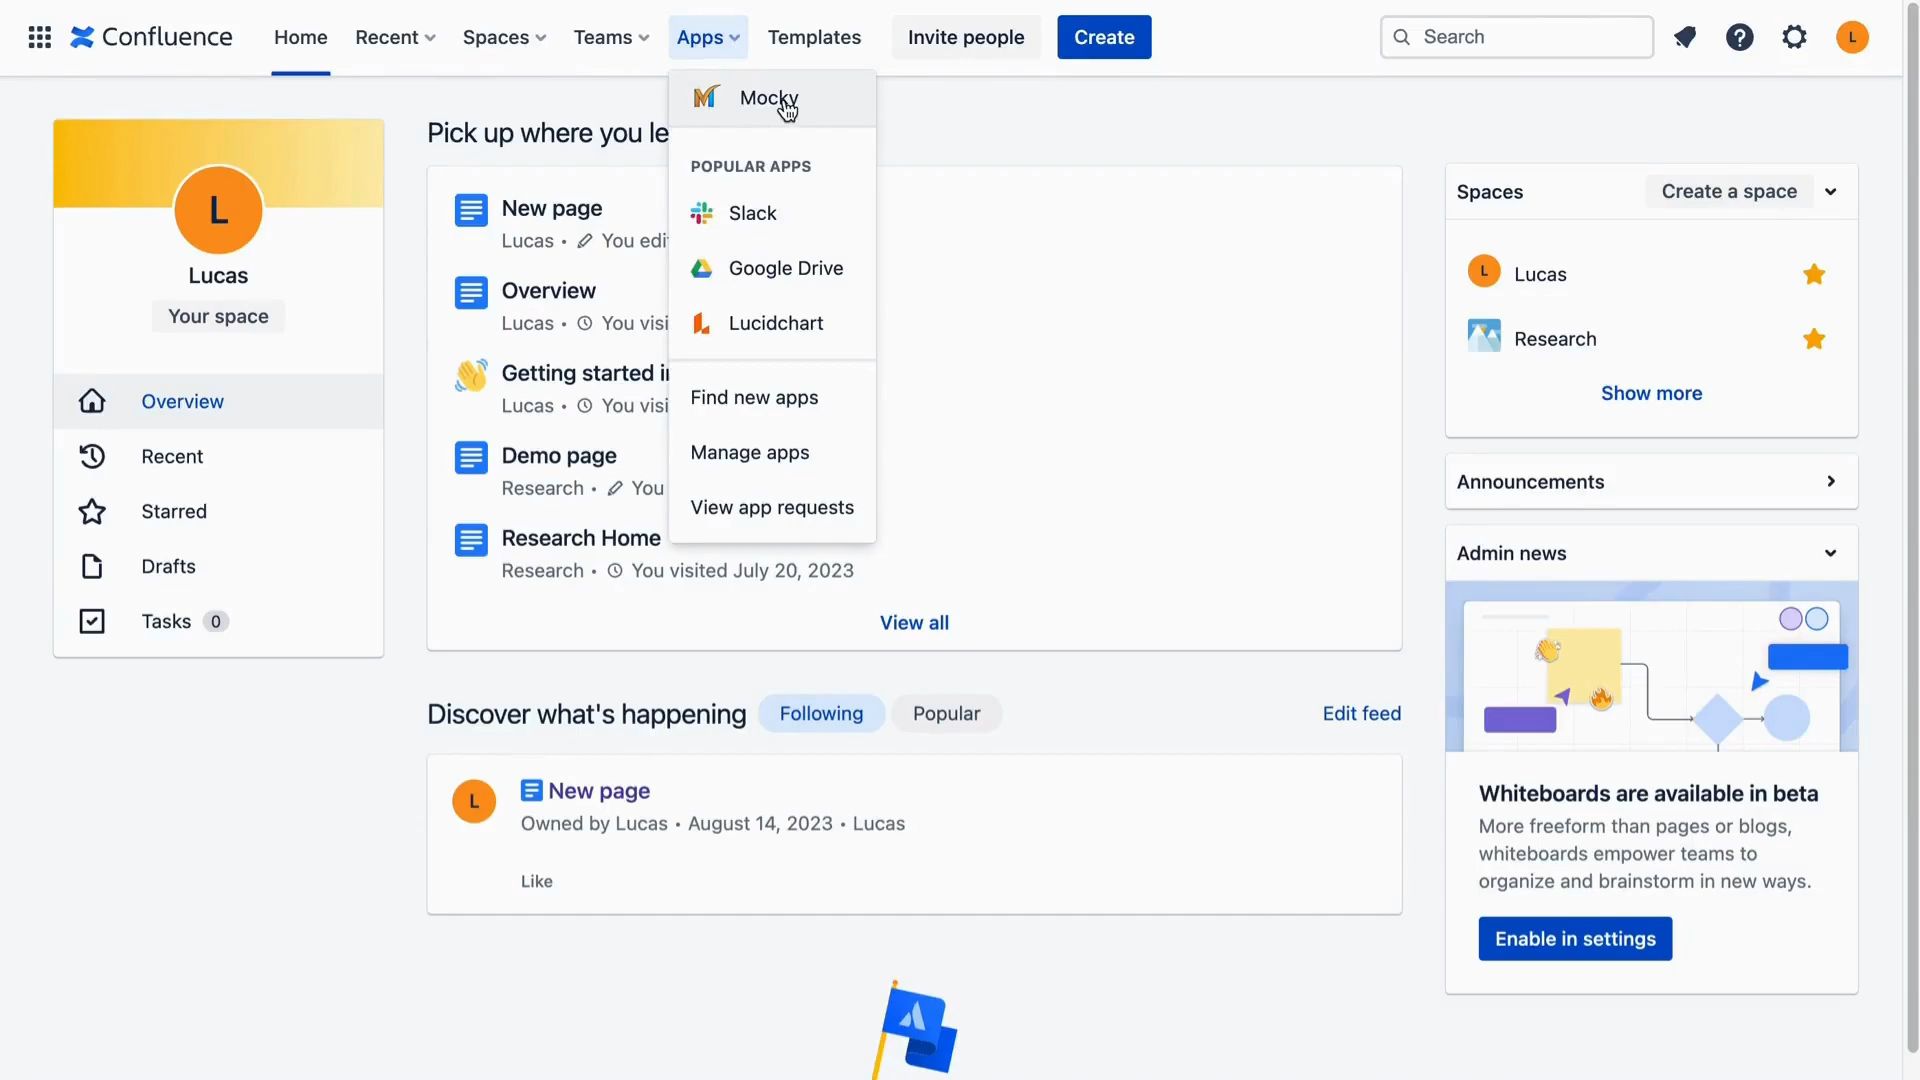 Confluence
Home
Recent
Spaces
Teams
Apps
Templates
Invite people
Create
Search
L
L
Lucas
Your space
Overview
Recent
Starred
Drafts
Tasks 0
Pick up where you le
New page
Lucas • You edi
Overview
Lucas • You visi
Getting started i
Lucas • You visi
Demo page
Research • You
Research Home
Research • You visited July 20, 2023
View all
Mocky
POPULAR APPS
Slack
Google Drive
Lucidchart
Find new apps
Manage apps
View app requests
Discover what's happening
Following
Popular
Edit feed
L
New page
Owned by Lucas • August 14, 2023 • Lucas
Like
Spaces
Create a space
L
Lucas
Research
Show more
Announcements
Admin news
Whiteboards are available in beta
More freeform than pages or blogs,
whiteboards empower teams to
organize and brainstorm in new ways.
Enable in settings